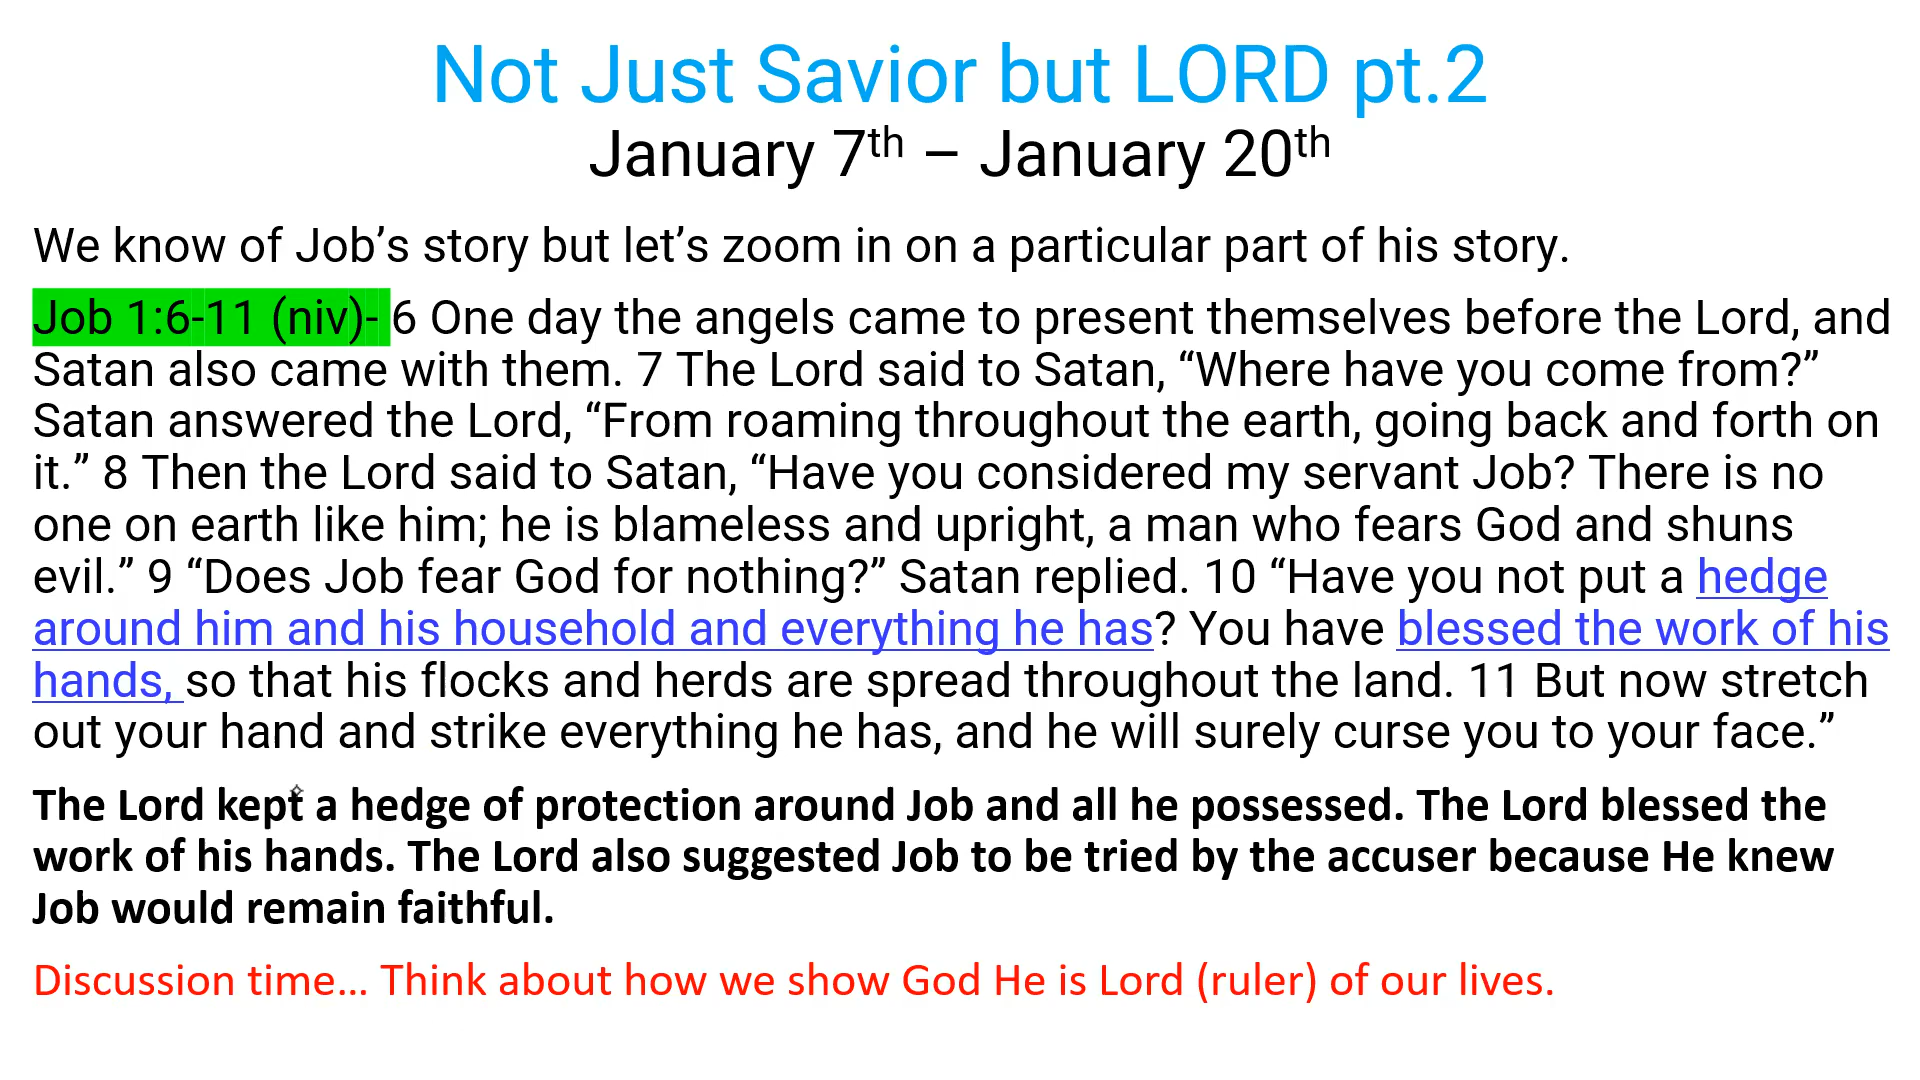 Not Just Savior but LORD pt.2
January 7th – January 20th
We know of Job’s story but let’s zoom in on a particular part of his story.
Job 1:6-11 (niv)- 6 One day the angels came to present themselves before the Lord, and
Satan also came with them. 7 The Lord said to Satan, “Where have you come from?”
Satan answered the Lord, “From roaming throughout the earth, going back and forth on
it.” 8 Then the Lord said to Satan, “Have you considered my servant Job? There is no
one on earth like him; he is blameless and upright, a man who fears God and shuns
evil.” 9 “Does Job fear God for nothing?” Satan replied. 10 “Have you not put a hedge
around him and his household and everything he has? You have blessed the work of his
hands, so that his flocks and herds are spread throughout the land. 11 But now stretch
out your hand and strike everything he has, and he will surely curse you to your face.”
The Lord kept a hedge of protection around Job and all he possessed. The Lord blessed the
work of his hands. The Lord also suggested Job to be tried by the accuser because He knew
Job would remain faithful.
Discussion time… Think about how we show God He is Lord (ruler) of our lives.